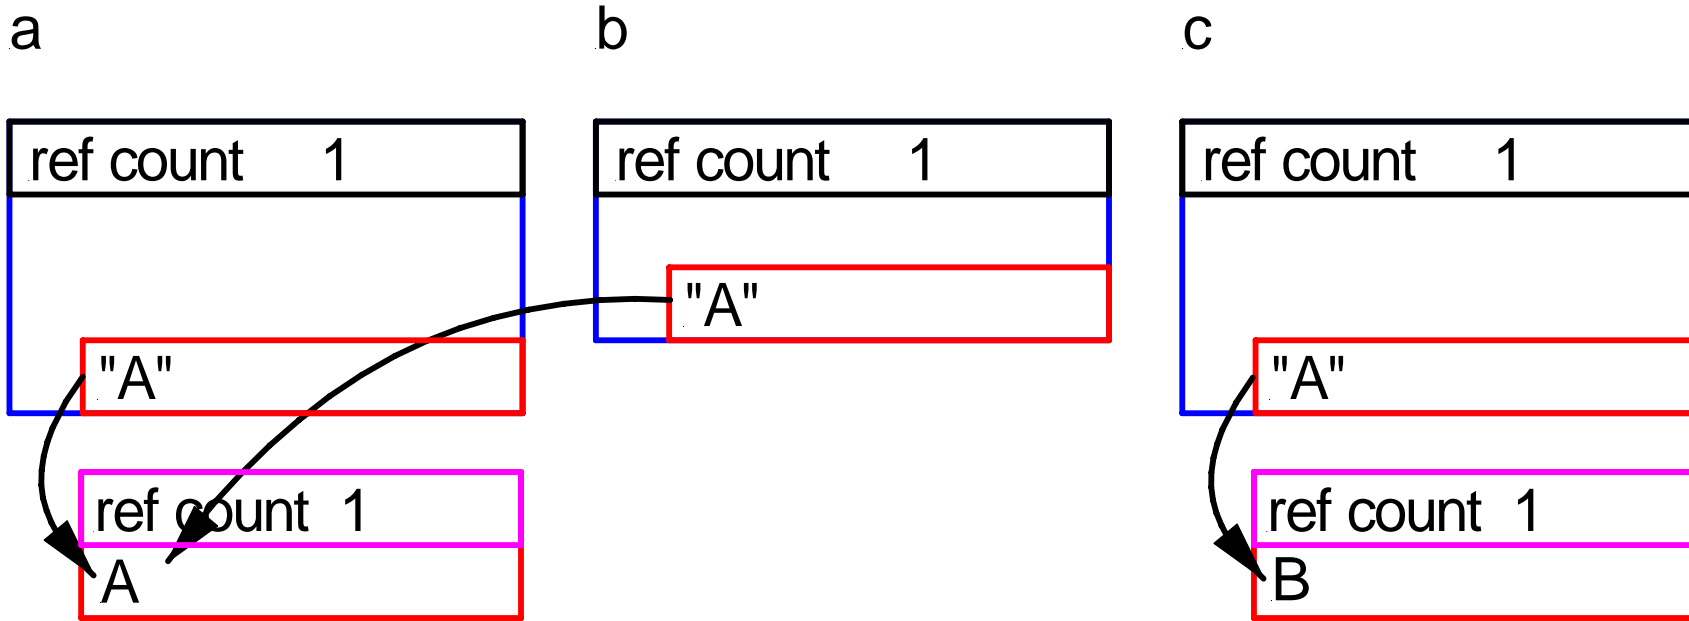 a b c
ref count 1 ref count 1 ref count 1
"A"
"A" "A"
ref count 1 ref count 1
A B